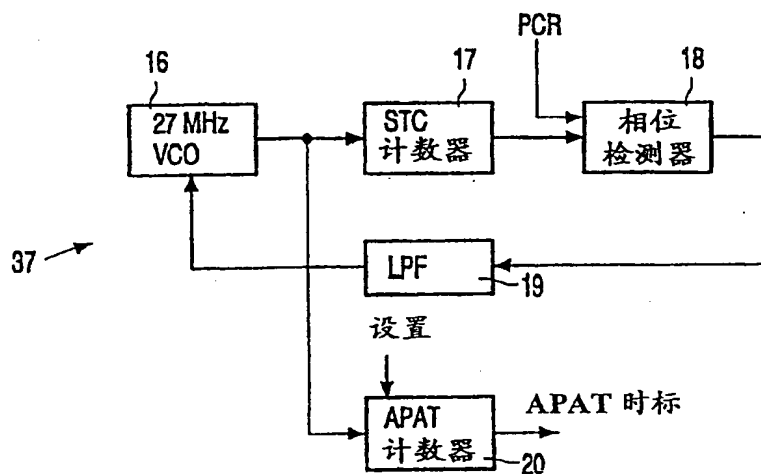 PCR
16
17
18
27 MHz
VCO
STC
计数器
相位
检测器
37
LPF
19
设置
APAT
计数器
APAT 时标
20